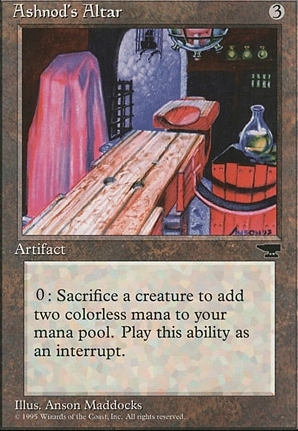 Ashnod's Altar 3
Artifact
0: Sacrifice a creature to add
two colorless mana to your
mana pool. Play this ability as
an interrupt.
Illus. Anson Maddocks
© 1995 Wizards of the Coast, Inc. All rights reserved.